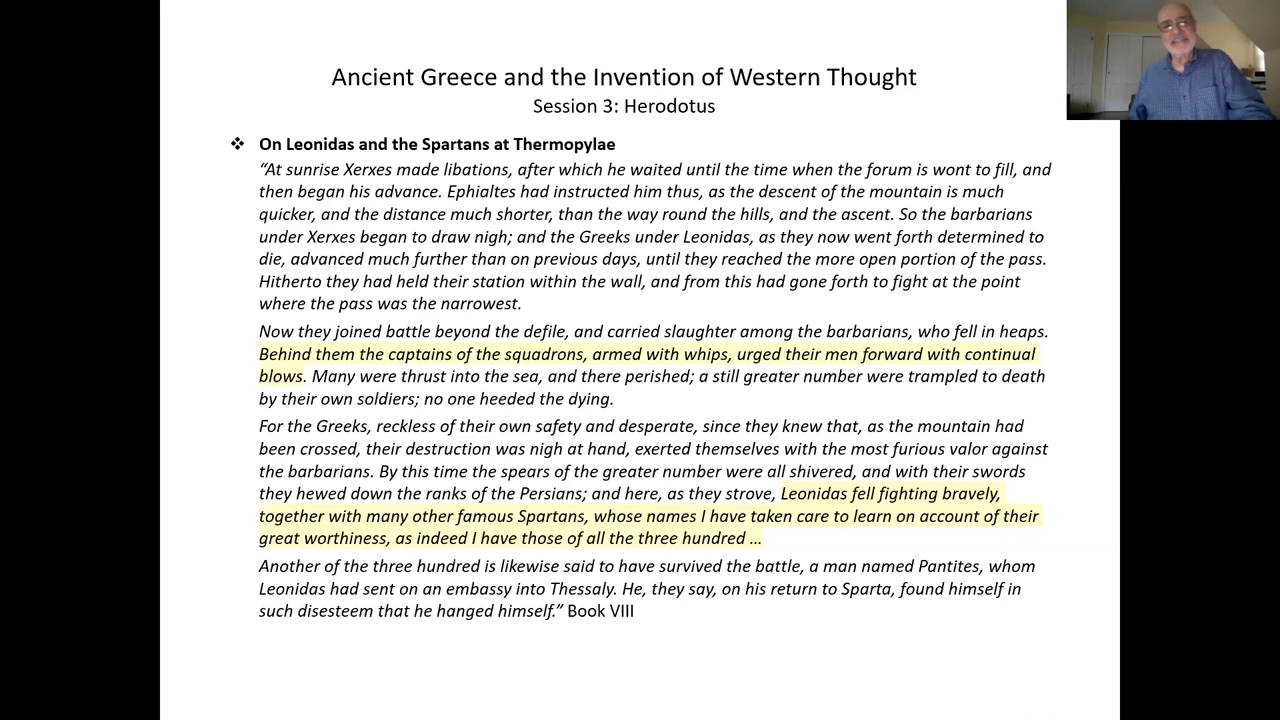 Ancient Greece and the Invention of Western Thought
Session 3: Herodotus
❖ On Leonidas and the Spartans at Thermopylae
“At sunrise Xerxes made libations, after which he waited until the time when the forum is wont to fill, and
then began his advance. Ephialtes had instructed him thus, as the descent of the mountain is much
quicker, and the distance much shorter, than the way round the hills, and the ascent. So the barbarians
under Xerxes began to draw nigh; and the Greeks under Leonidas, as they now went forth determined to
die, advanced much further than on previous days, until they reached the more open portion of the pass.
Hitherto they had held their station within the wall, and from this had gone forth to fight at the point
where the pass was the narrowest.
Now they joined battle beyond the defile, and carried slaughter among the barbarians, who fell in heaps.
Behind them the captains of the squadrons, armed with whips, urged their men forward with continual
blows. Many were thrust into the sea, and there perished; a still greater number were trampled to death
by their own soldiers; no one heeded the dying.
For the Greeks, reckless of their own safety and desperate, since they knew that, as the mountain had
been crossed, their destruction was nigh at hand, exerted themselves with the most furious valor against
the barbarians. By this time the spears of the greater number were all shivered, and with their swords
they hewed down the ranks of the Persians; and here, as they strove, Leonidas fell fighting bravely,
together with many other famous Spartans, whose names I have taken care to learn on account of their
great worthiness, as indeed I have those of all the three hundred …
Another of the three hundred is likewise said to have survived the battle, a man named Pantites, whom
Leonidas had sent on an embassy into Thessaly. He, they say, on his return to Sparta, found himself in
such disesteem that he hanged himself.” Book VIII